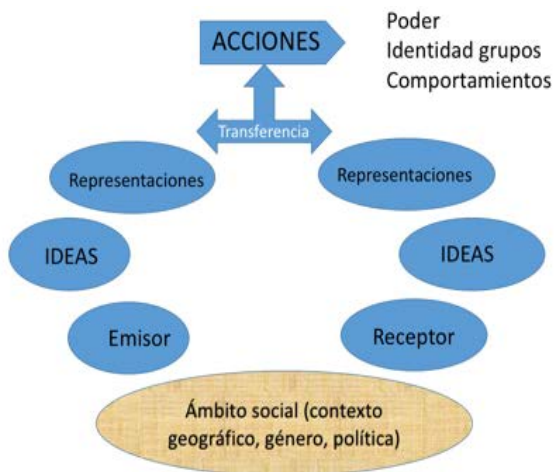 ACCIONES
Poder
Identidad grupos
Comportamientos
Transferencia
Representaciones
Representaciones
IDEAS
IDEAS
Emisor
Receptor
Ámbito social (contexto
geográfico, género, política)